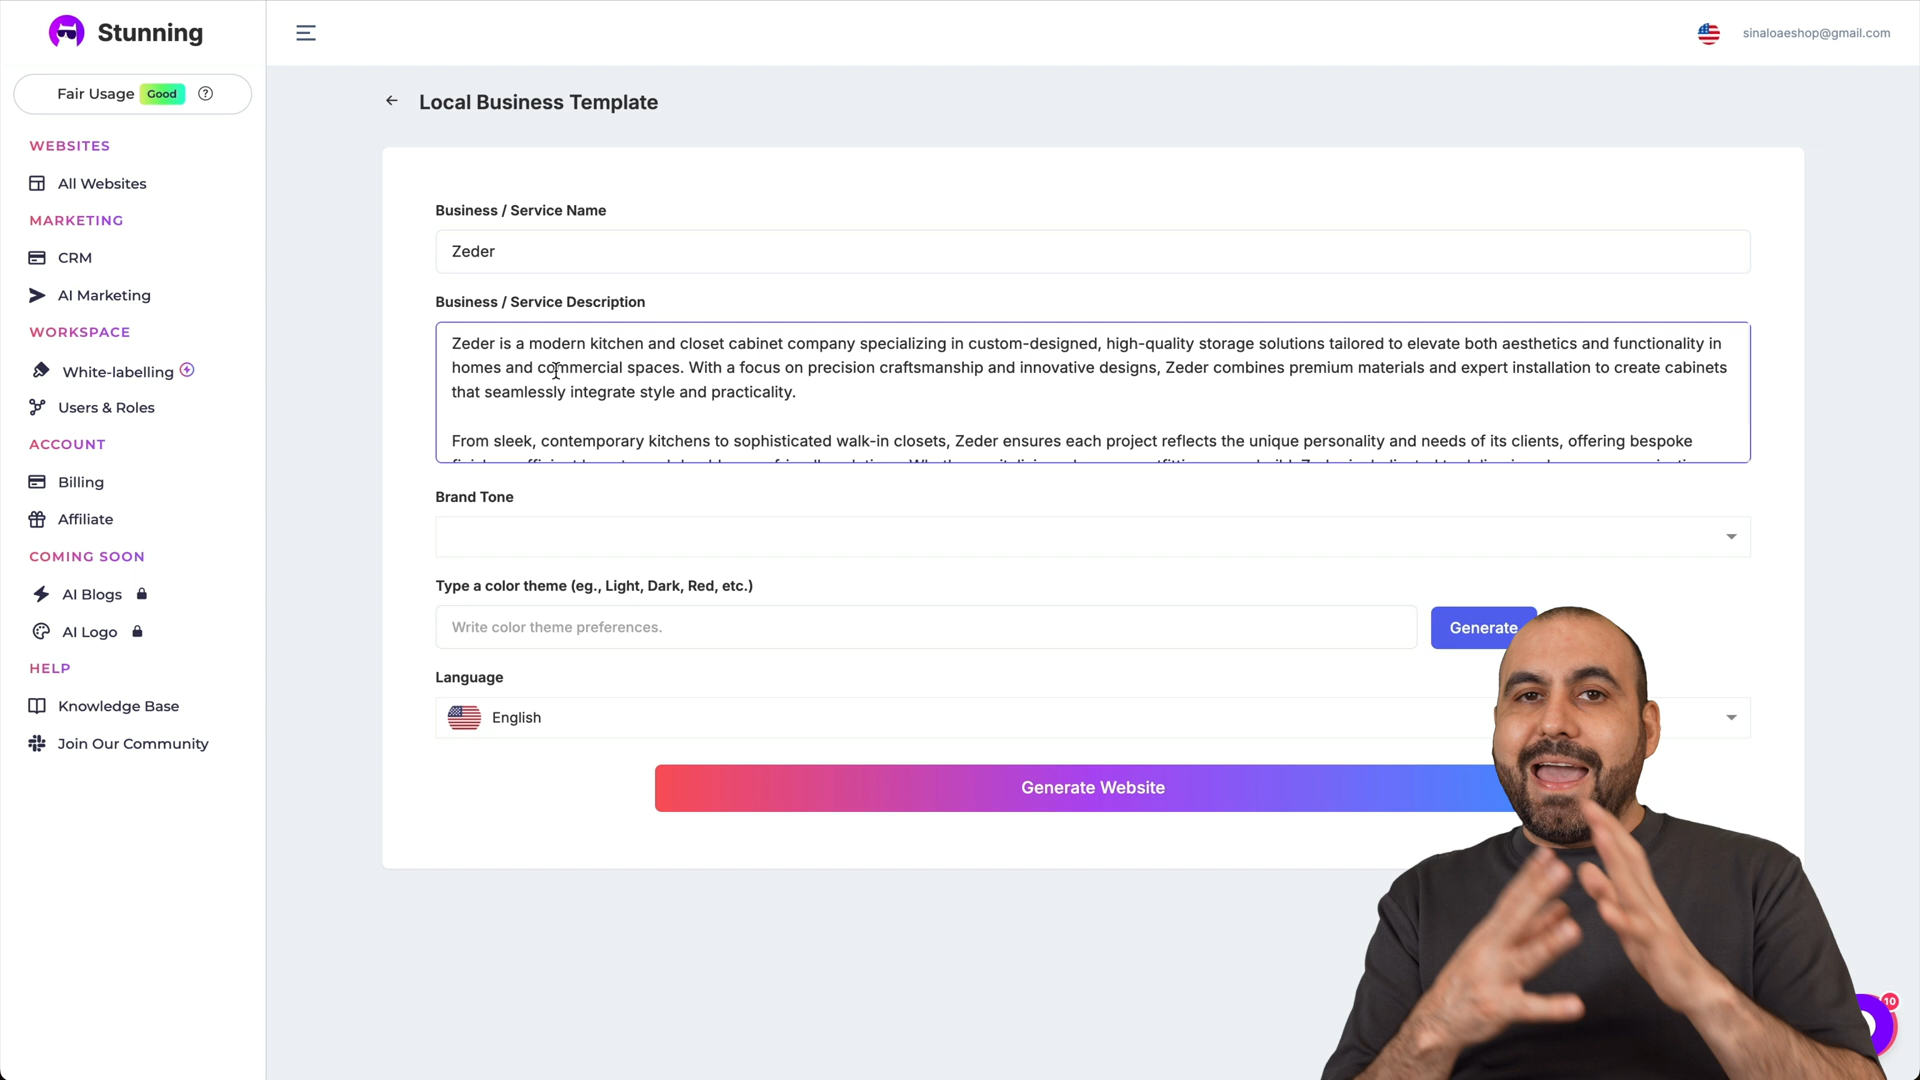 Stunning
sinaloaeshop@gmail.com
Fair Usage Good
WEBSITES
All Websites
MARKETING
CRM
AI Marketing
WORKSPACE
White-labelling
Users & Roles
ACCOUNT
Billing
Affiliate
COMING SOON
AI Blogs
AI Logo
HELP
Knowledge Base
Join Our Community
Local Business Template
Business / Service Name
Zeder
Business / Service Description
Zeder is a modern kitchen and closet cabinet company specializing in custom-designed, high-quality storage solutions tailored to elevate both aesthetics and functionality in
homes and commercial spaces. With a focus on precision craftsmanship and innovative designs, Zeder combines premium materials and expert installation to create cabinets
that seamlessly integrate style and practicality.
From sleek, contemporary kitchens to sophisticated walk-in closets, Zeder ensures each project reflects the unique personality and needs of its clients, offering bespoke
Brand Tone
Type a color theme (eg., Light, Dark, Red, etc.)
Write color theme preferences.
Generate
Language
English
Generate Website
10